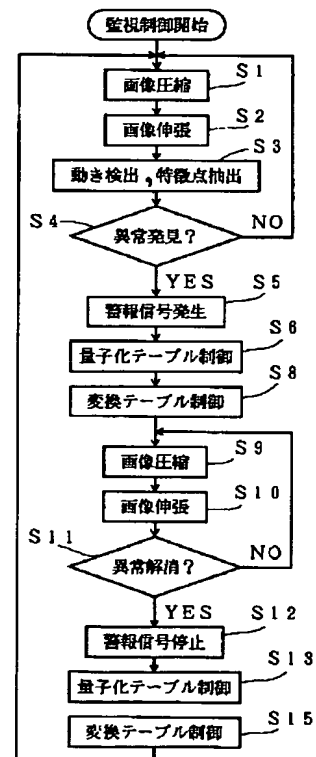 監視制御開始
S1
画像圧縮
S2
画像伸張
S3
動き検出,特徴点抽出
S4
異常発見?
NO
YES
S5
警報信号発生
S6
量子化テーブル制御
S8
変換テーブル制御
S9
画像圧縮
S10
画像伸張
S11
異常解消?
NO
YES
S12
警報信号停止
S13
量子化テーブル制御
S15
変換テーブル制御